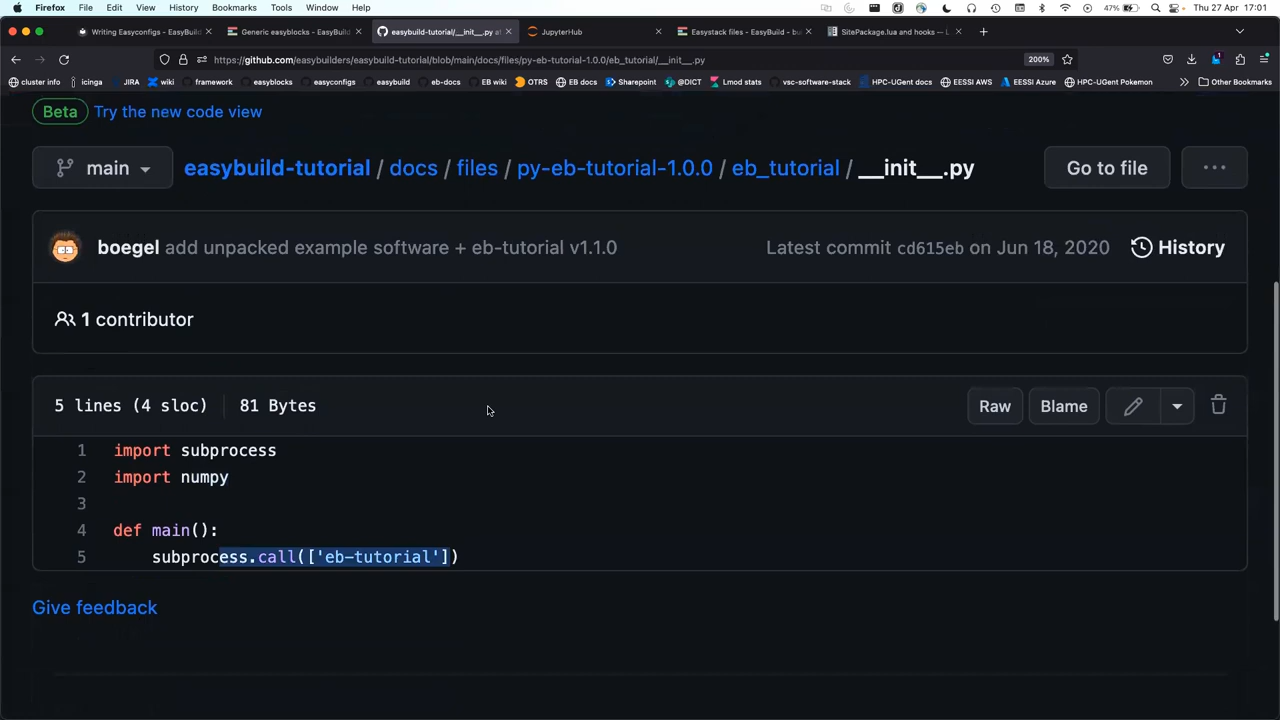 Firefox File Edit View History Bookmarks Tools Window Help 47% Thu 27 Apr 17:01
Writing Easyconfigs - EasyBuil Generic easyblocks - EasyBuild easybuild-tutorial/__init__.py at JupyterHub Easystack files - EasyBuild - bu SitePackage.lua and hooks — L
https://github.com/easybuilders/easybuild-tutorial/blob/main/docs/files/py-eb-tutorial-1.0.0/eb_tutorial/__init__.py 200%
cluster info icinga JIRA wiki framework easyblocks easyconfigs easybuild eb-docs EB wiki OTRS EB docs Sharepoint @DICT Lmod stats vsc-software-stack HPC-UGent docs EESSI AWS EESSI Azure HPC-UGent Pokemon Other Bookmarks
Beta Try the new code view
main easybuild-tutorial / docs / files / py-eb-tutorial-1.0.0 / eb_tutorial / __init__.py Go to file ...
boegel add unpacked example software + eb-tutorial v1.1.0 Latest commit cd615eb on Jun 18, 2020 History
1 contributor
5 lines (4 sloc) 81 Bytes Raw Blame
1 import subprocess
2 import numpy
3
4 def main():
5 subprocess.call(['eb-tutorial'])
Give feedback